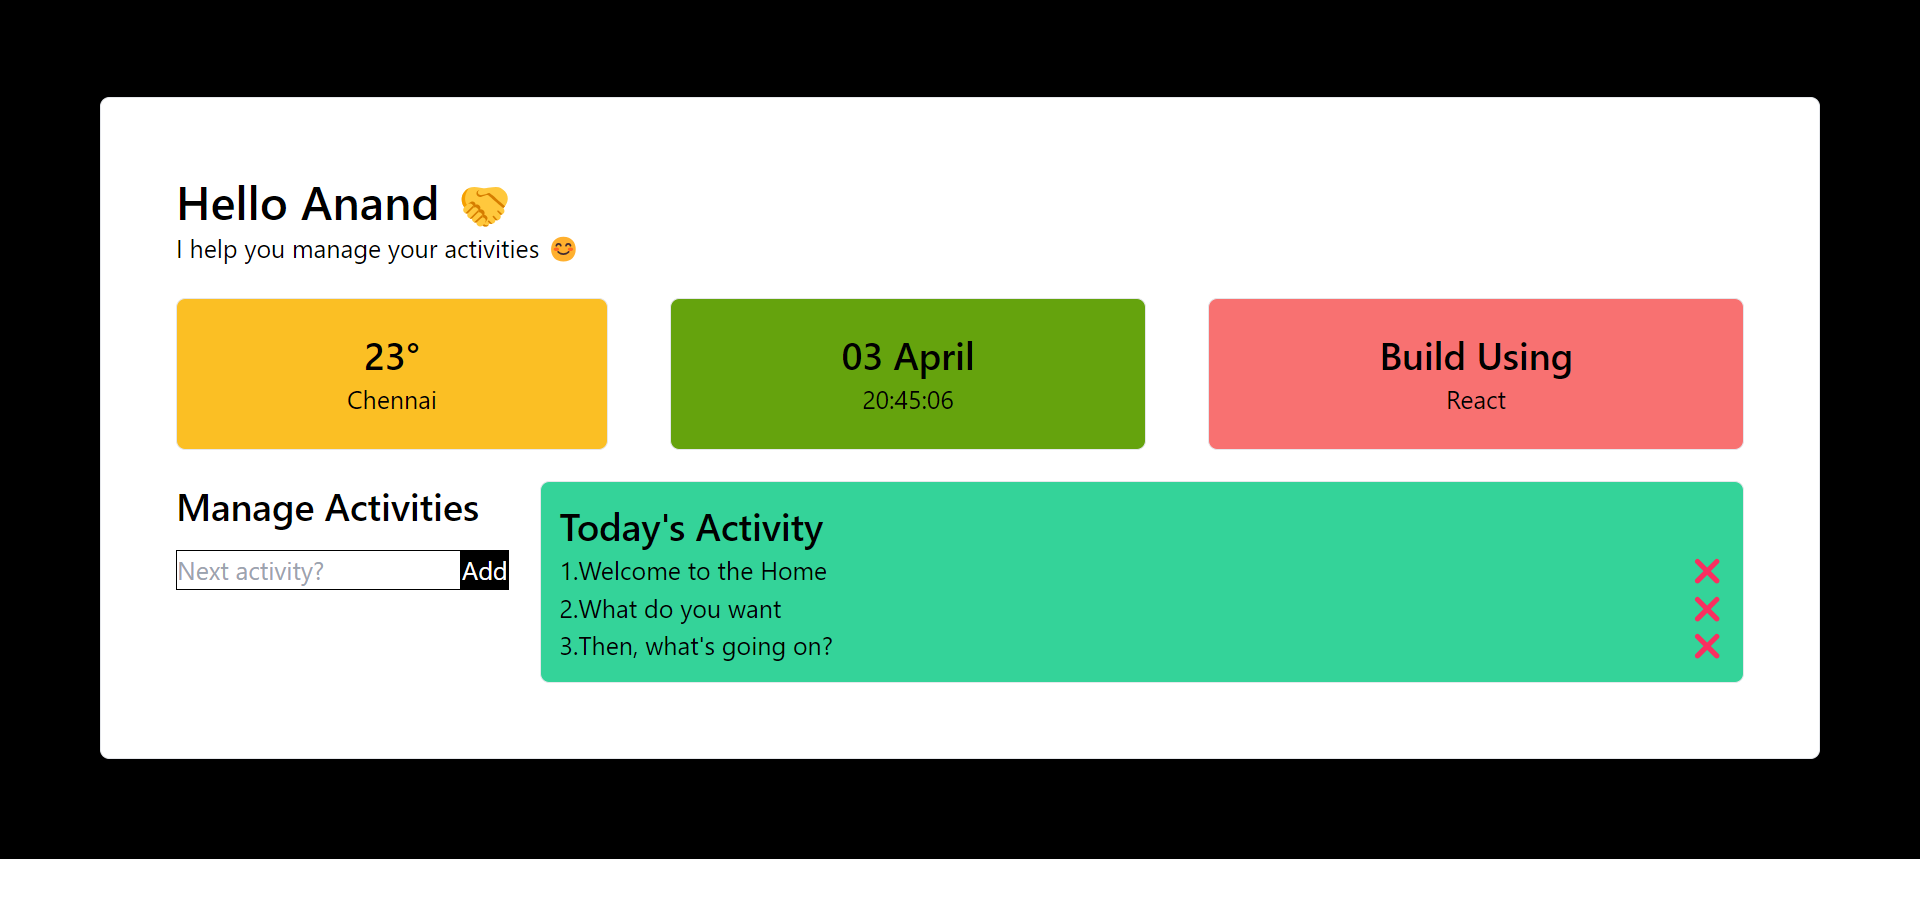 Hello Anand 🤝
I help you manage your activities 😊
23°
Chennai
03 April
20:45:06
Build Using
React
Manage Activities
Next activity?
Add
Today's Activity
1.Welcome to the Home ❌
2.What do you want ❌
3.Then, what's going on? ❌